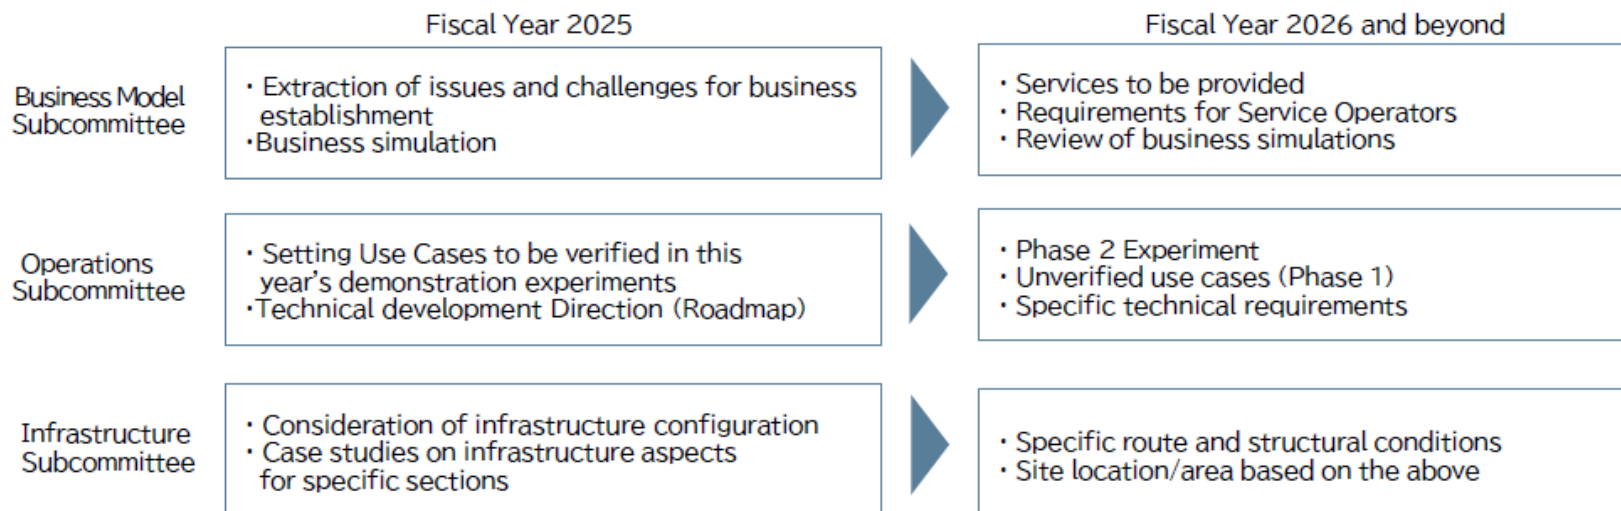 Fiscal Year 2025
Fiscal Year 2026 and beyond
Business Model
Subcommittee
・Extraction of issues and challenges for business
establishment
・Business simulation
・Services to be provided
・Requirements for Service Operators
・Review of business simulations
Operations
Subcommittee
・Setting Use Cases to be verified in this
year's demonstration experiments
・Technical development Direction (Roadmap)
・Phase 2 Experiment
・Unverified use cases (Phase 1)
・Specific technical requirements
Infrastructure
Subcommittee
・Consideration of infrastructure configuration
・Case studies on infrastructure aspects
for specific sections
・Specific route and structural conditions
・Site location/area based on the above